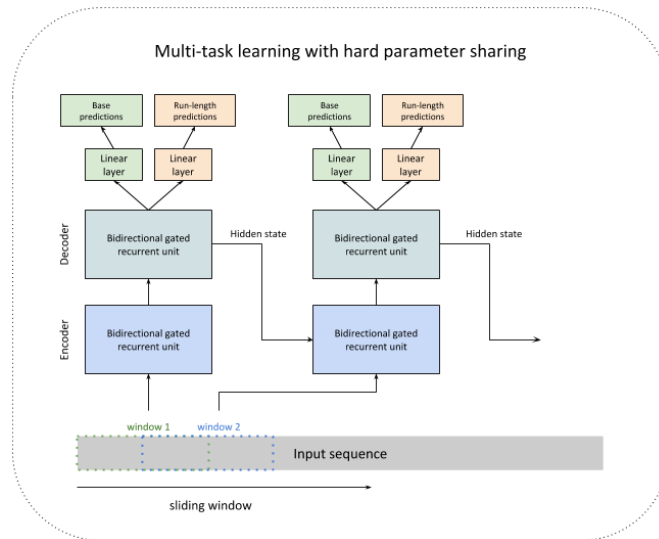 Multi-task learning with hard parameter sharing
Base
predictions
Run-length
predictions
Base
predictions
Run-length
predictions
Linear
layer
Linear
layer
Linear
layer
Linear
layer
Decoder
Bidirectional gated
recurrent unit
Hidden state
Bidirectional gated
recurrent unit
Hidden state
Encoder
Bidirectional gated
recurrent unit
Bidirectional gated
recurrent unit
window 1
window 2
Input sequence
sliding window